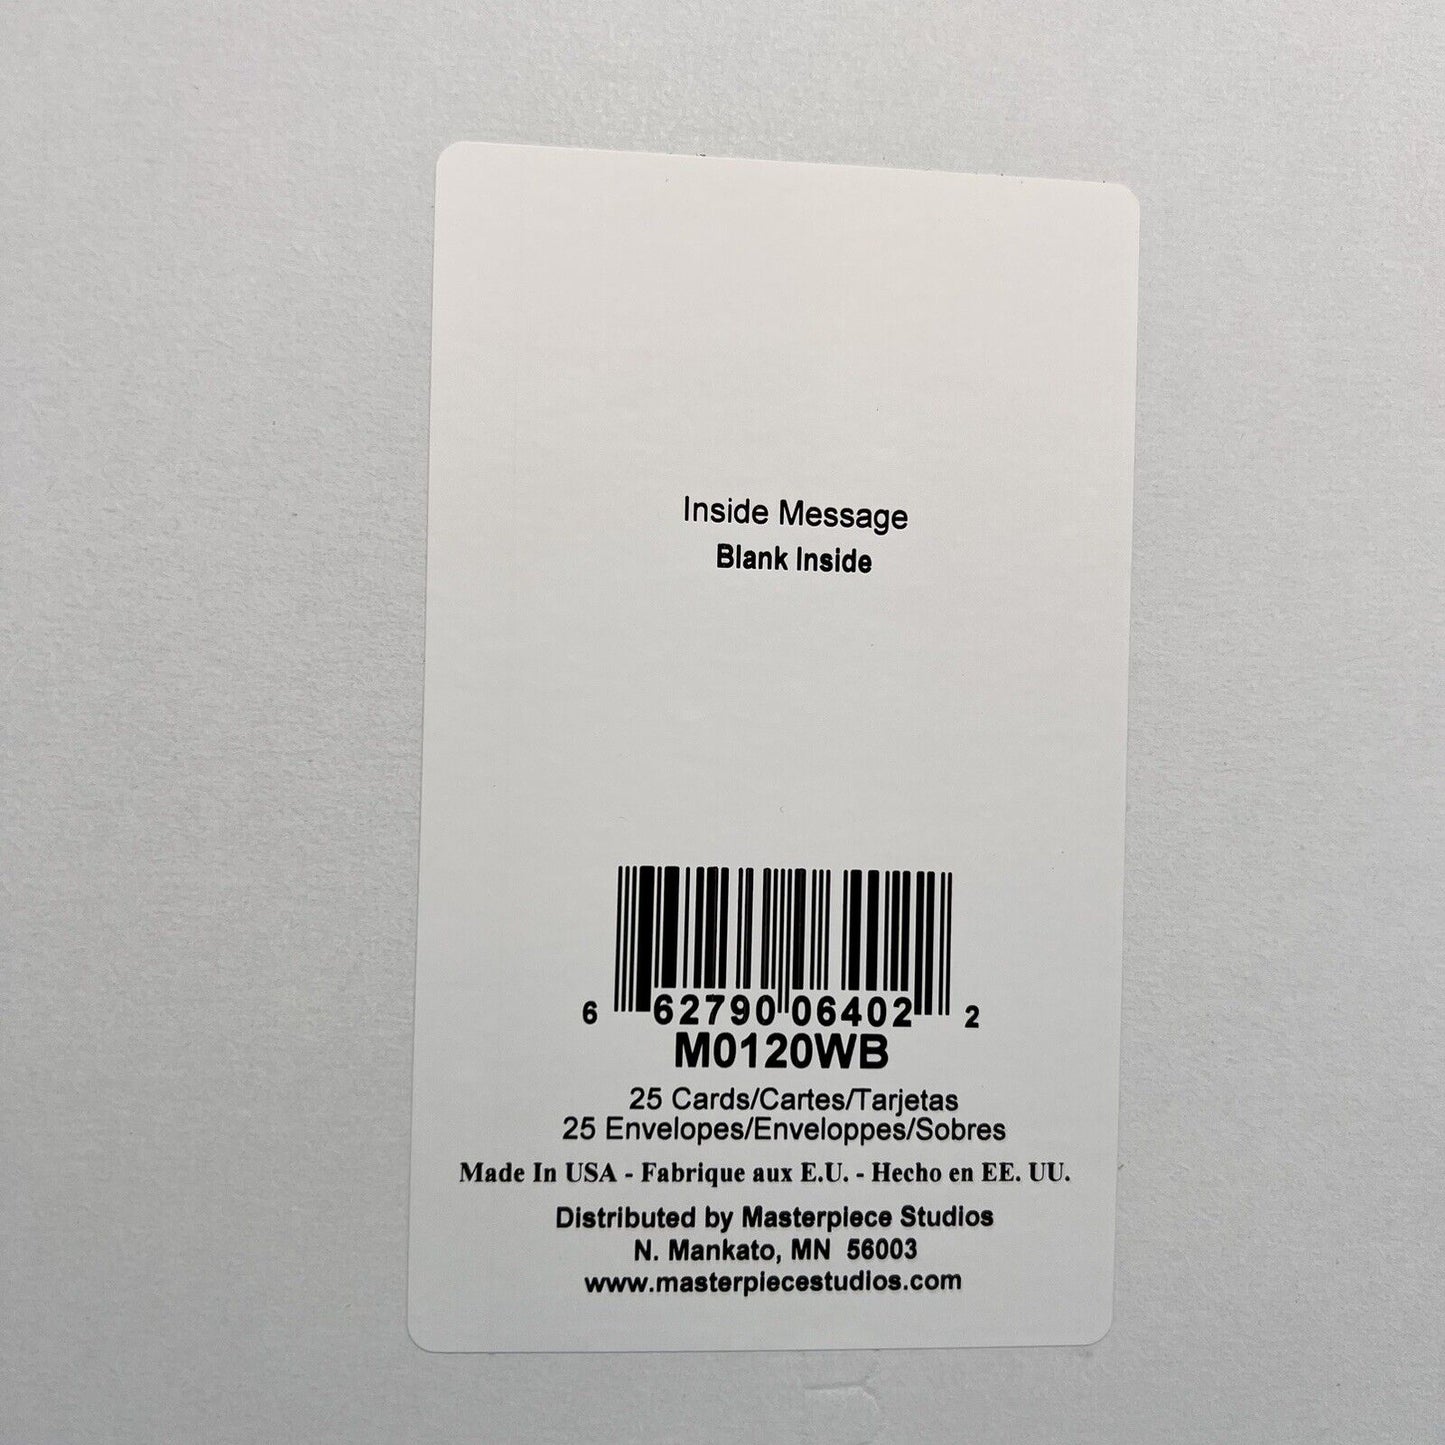 Inside Message
Blank Inside
6 62790 06402 2
M0120WB
25 Cards/Cartes/Tarjetas
25 Envelopes/Enveloppes/Sobres
Made In USA - Fabrique aux E.U. - Hecho en EE. UU.
Distributed by Masterpiece Studios
N. Mankato, MN 56003
www.masterpiecestudios.com